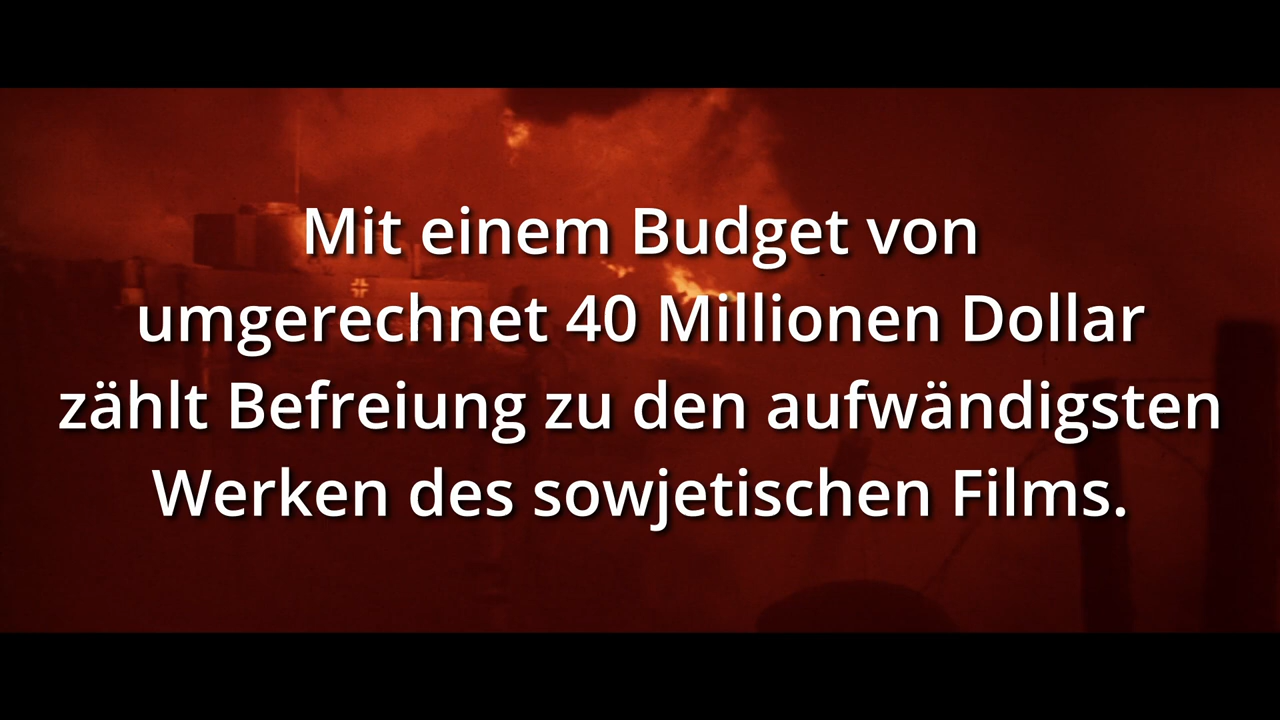 Mit einem Budget von
umgerechnet 40 Millionen Dollar
zählt Befreiung zu den aufwändigsten
Werken des sowjetischen Films.